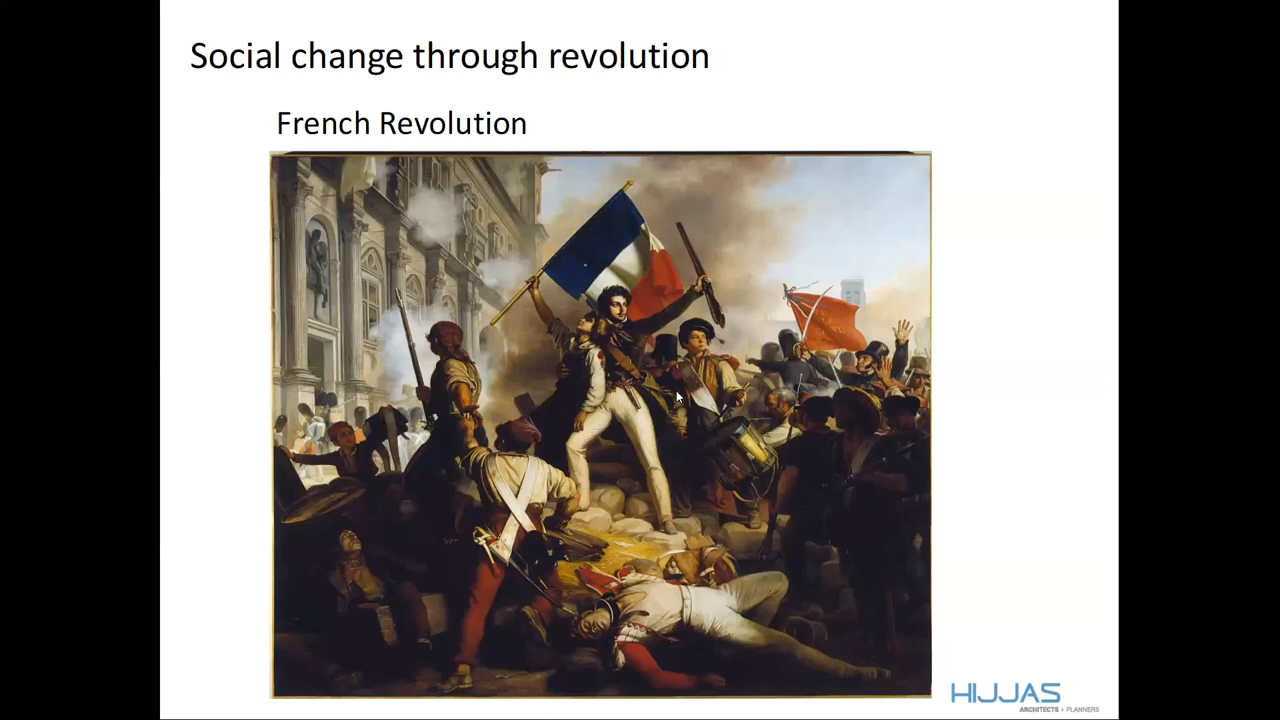 Social change through revolution
French Revolution
HIJJAS
ARCHITECTS + PLANNERS